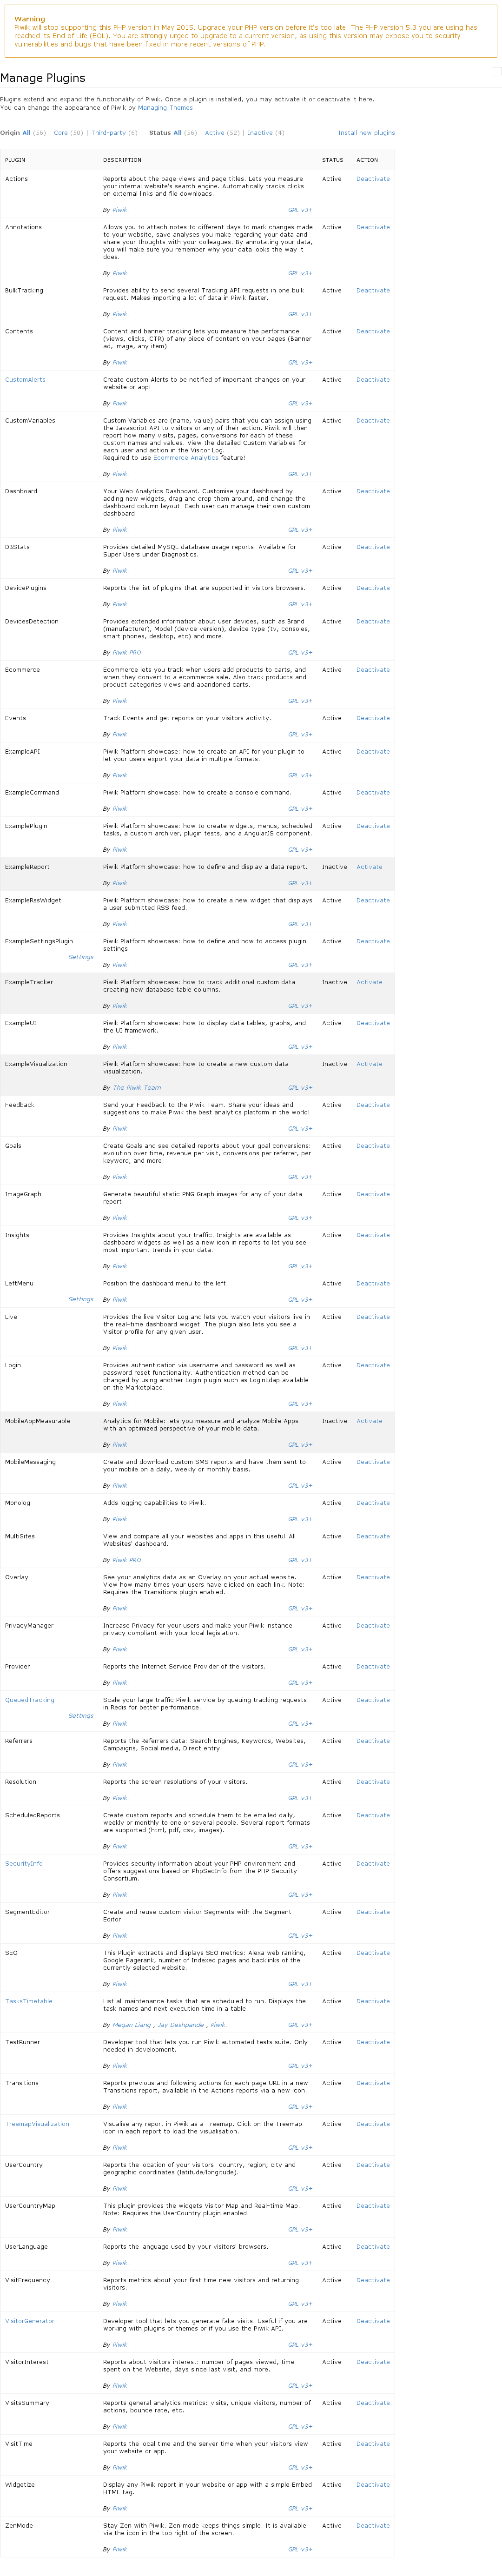 Warning
Piwik will stop supporting this PHP version in May 2015. Upgrade your PHP version before it's too late! The PHP version 5.3 you are using has
reached its End of Life (EOL). You are strongly urged to upgrade to a current version, as using this version may expose you to security
vulnerabilities and bugs that have been fixed in more recent versions of PHP.
Manage Plugins
Plugins extend and expand the functionality of Piwik. Once a plugin is installed, you may activate it or deactivate it here.
You can change the appearance of Piwik by Managing Themes.
Origin All (56) | Core (50) | Third-party (6) Status All (56) | Active (52) | Inactive (4) Install new plugins
PLUGIN DESCRIPTION STATUS ACTION
Actions Reports about the page views and page titles. Lets you measure Active Deactivate
your internal website's search engine. Automatically tracks clicks
on external links and file downloads.
By Piwik. GPL v3+
Annotations Allows you to attach notes to different days to mark changes made Active Deactivate
to your website, save analyses you make regarding your data and
share your thoughts with your colleagues. By annotating your data,
you will make sure you remember why your data looks the way it
does.
By Piwik. GPL v3+
BulkTracking Provides ability to send several Tracking API requests in one bulk Active Deactivate
request. Makes importing a lot of data in Piwik faster.
By Piwik. GPL v3+
Contents Content and banner tracking lets you measure the performance Active Deactivate
(views, clicks, CTR) of any piece of content on your pages (Banner
ad, image, any item).
By Piwik. GPL v3+
CustomAlerts Create custom Alerts to be notified of important changes on your Active Deactivate
website or app!
By Piwik. GPL v3+
CustomVariables Custom Variables are (name, value) pairs that you can assign using Active Deactivate
the Javascript API to visitors or any of their action. Piwik will then
report how many visits, pages, conversions for each of these
custom names and values. View the detailed Custom Variables for
each user and action in the Visitor Log.
Required to use Ecommerce Analytics feature!
By Piwik. GPL v3+
Dashboard Your Web Analytics Dashboard. Customise your dashboard by Active Deactivate
adding new widgets, drag and drop them around, and change the
dashboard column layout. Each user can manage their own custom
dashboard.
By Piwik. GPL v3+
DBStats Provides detailed MySQL database usage reports. Available for Active Deactivate
Super Users under Diagnostics.
By Piwik. GPL v3+
DevicePlugins Reports the list of plugins that are supported in visitors browsers. Active Deactivate
By Piwik. GPL v3+
DevicesDetection Provides extended information about user devices, such as Brand Active Deactivate
(manufacturer), Model (device version), device type (tv, consoles,
smart phones, desktop, etc) and more.
By Piwik PRO. GPL v3+
Ecommerce Ecommerce lets you track when users add products to carts, and Active Deactivate
when they convert to a ecommerce sale. Also track products and
product categories views and abandoned carts.
By Piwik. GPL v3+
Events Track Events and get reports on your visitors activity. Active Deactivate
By Piwik. GPL v3+
ExampleAPI Piwik Platform showcase: how to create an API for your plugin to Active Deactivate
let your users export your data in multiple formats.
By Piwik. GPL v3+
ExampleCommand Piwik Platform showcase: how to create a console command. Active Deactivate
By Piwik. GPL v3+
ExamplePlugin Piwik Platform showcase: how to create widgets, menus, scheduled Active Deactivate
tasks, a custom archiver, plugin tests, and a AngularJS component.
By Piwik. GPL v3+
ExampleReport Piwik Platform showcase: how to define and display a data report. Inactive Activate
By Piwik. GPL v3+
ExampleRssWidget Piwik Platform showcase: how to create a new widget that displays Active Deactivate
a user submitted RSS feed.
By Piwik. GPL v3+
ExampleSettingsPlugin Piwik Platform showcase: how to define and how to access plugin Active Deactivate
settings.
Settings
By Piwik. GPL v3+
ExampleTracker Piwik Platform showcase: how to track additional custom data Inactive Activate
creating new database table columns.
By Piwik. GPL v3+
ExampleUI Piwik Platform showcase: how to display data tables, graphs, and Active Deactivate
the UI framework.
By Piwik. GPL v3+
ExampleVisualization Piwik Platform showcase: how to create a new custom data Inactive Activate
visualization.
By The Piwik Team. GPL v3+
Feedback Send your Feedback to the Piwik Team. Share your ideas and Active Deactivate
suggestions to make Piwik the best analytics platform in the world!
By Piwik. GPL v3+
Goals Create Goals and see detailed reports about your goal conversions: Active Deactivate
evolution over time, revenue per visit, conversions per referrer, per
keyword, and more.
By Piwik. GPL v3+
ImageGraph Generate beautiful static PNG Graph images for any of your data Active Deactivate
report.
By Piwik. GPL v3+
Insights Provides Insights about your traffic. Insights are available as Active Deactivate
dashboard widgets as well as a new icon in reports to let you see
most important trends in your data.
By Piwik. GPL v3+
LeftMenu Position the dashboard menu to the left. Active Deactivate
Settings By Piwik. GPL v3+
Live Provides the live Visitor Log and lets you watch your visitors live in Active Deactivate
the real-time dashboard widget. The plugin also lets you see a
Visitor profile for any given user.
By Piwik. GPL v3+
Login Provides authentication via username and password as well as Active Deactivate
password reset functionality. Authentication method can be
changed by using another Login plugin such as LoginLdap available
on the Marketplace.
By Piwik. GPL v3+
MobileAppMeasurable Analytics for Mobile: lets you measure and analyze Mobile Apps Inactive Activate
with an optimized perspective of your mobile data.
By Piwik. GPL v3+
MobileMessaging Create and download custom SMS reports and have them sent to Active Deactivate
your mobile on a daily, weekly or monthly basis.
By Piwik. GPL v3+
Monolog Adds logging capabilities to Piwik. Active Deactivate
By Piwik. GPL v3+
MultiSites View and compare all your websites and apps in this useful 'All Active Deactivate
Websites' dashboard.
By Piwik PRO. GPL v3+
Overlay See your analytics data as an Overlay on your actual website. Active Deactivate
View how many times your users have clicked on each link. Note:
Requires the Transitions plugin enabled.
By Piwik. GPL v3+
PrivacyManager Increase Privacy for your users and make your Piwik instance Active Deactivate
privacy compliant with your local legislation.
By Piwik. GPL v3+
Provider Reports the Internet Service Provider of the visitors. Active Deactivate
By Piwik. GPL v3+
QueuedTracking Scale your large traffic Piwik service by queuing tracking requests Active Deactivate
in Redis for better performance.
Settings
By Piwik. GPL v3+
Referrers Reports the Referrers data: Search Engines, Keywords, Websites, Active Deactivate
Campaigns, Social media, Direct entry.
By Piwik. GPL v3+
Resolution Reports the screen resolutions of your visitors. Active Deactivate
By Piwik. GPL v3+
ScheduledReports Create custom reports and schedule them to be emailed daily, Active Deactivate
weekly or monthly to one or several people. Several report formats
are supported (html, pdf, csv, images).
By Piwik. GPL v3+
SecurityInfo Provides security information about your PHP environment and Active Deactivate
offers suggestions based on PhpSecInfo from the PHP Security
Consortium.
By Piwik. GPL v3+
SegmentEditor Create and reuse custom visitor Segments with the Segment Active Deactivate
Editor.
By Piwik. GPL v3+
SEO This Plugin extracts and displays SEO metrics: Alexa web ranking, Active Deactivate
Google Pagerank, number of Indexed pages and backlinks of the
currently selected website.
By Piwik. GPL v3+
TasksTimetable List all maintenance tasks that are scheduled to run. Displays the Active Deactivate
task names and next execution time in a table.
By Megan Liang , Jay Deshpande , Piwik. GPL v3+
TestRunner Developer tool that lets you run Piwik automated tests suite. Only Active Deactivate
needed in development.
By Piwik. GPL v3+
Transitions Reports previous and following actions for each page URL in a new Active Deactivate
Transitions report, available in the Actions reports via a new icon.
By Piwik. GPL v3+
TreemapVisualization Visualise any report in Piwik as a Treemap. Click on the Treemap Active Deactivate
icon in each report to load the visualisation.
By Piwik. GPL v3+
UserCountry Reports the location of your visitors: country, region, city and Active Deactivate
geographic coordinates (latitude/longitude).
By Piwik. GPL v3+
UserCountryMap This plugin provides the widgets Visitor Map and Real-time Map. Active Deactivate
Note: Requires the UserCountry plugin enabled.
By Piwik. GPL v3+
UserLanguage Reports the language used by your visitors' browsers. Active Deactivate
By Piwik. GPL v3+
VisitFrequency Reports metrics about your first time new visitors and returning Active Deactivate
visitors.
By Piwik. GPL v3+
VisitorGenerator Developer tool that lets you generate fake visits. Useful if you are Active Deactivate
working with plugins or themes or if you use the Piwik API.
By Piwik. GPL v3+
VisitorInterest Reports about visitors interest: number of pages viewed, time Active Deactivate
spent on the Website, days since last visit, and more.
By Piwik. GPL v3+
VisitsSummary Reports general analytics metrics: visits, unique visitors, number of Active Deactivate
actions, bounce rate, etc.
By Piwik. GPL v3+
VisitTime Reports the local time and the server time when your visitors view Active Deactivate
your website or app.
By Piwik. GPL v3+
Widgetize Display any Piwik report in your website or app with a simple Embed Active Deactivate
HTML tag.
By Piwik. GPL v3+
ZenMode Stay Zen with Piwik. Zen mode keeps things simple. It is available Active Deactivate
via the icon in the top right of the screen.
By Piwik. GPL v3+